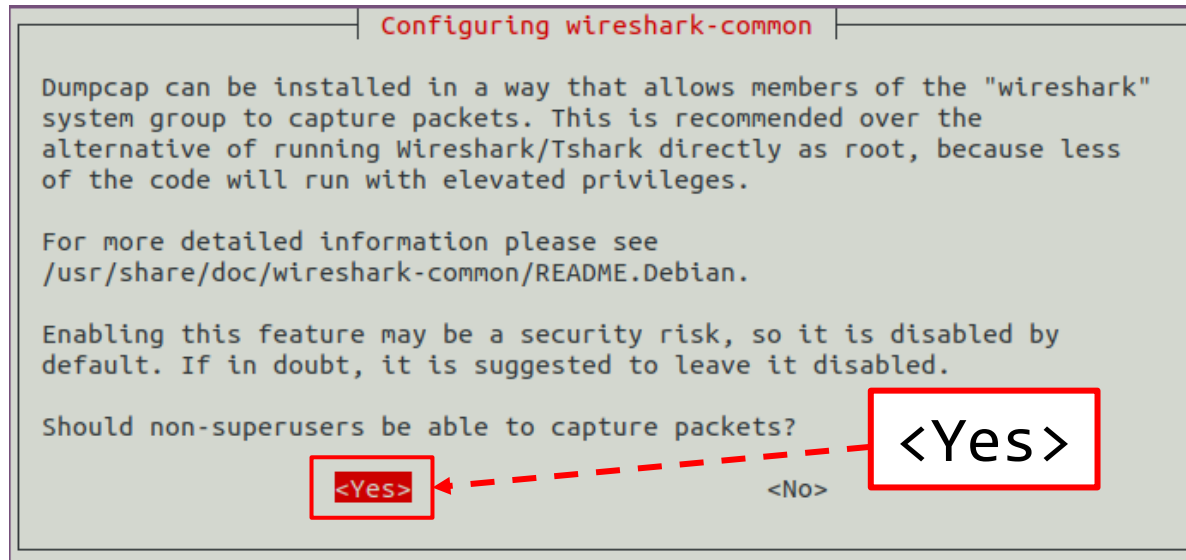 Configuring wireshark-common
Dumpcap can be installed in a way that allows members of the "wireshark"
system group to capture packets. This is recommended over the
alternative of running Wireshark/Tshark directly as root, because less
of the code will run with elevated privileges.
For more detailed information please see
/usr/share/doc/wireshark-common/README.Debian.
Enabling this feature may be a security risk, so it is disabled by
default. If in doubt, it is suggested to leave it disabled.
Should non-superusers be able to capture packets?
<Yes>
<Yes> <No>